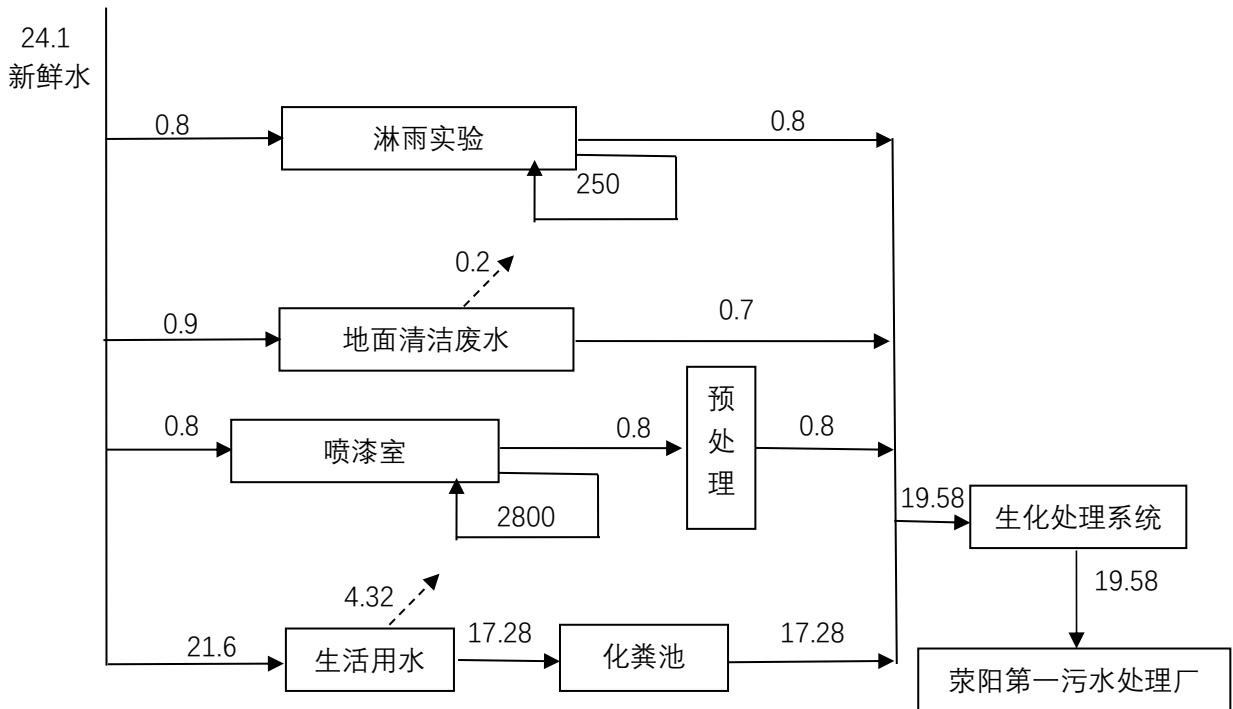 24.1
新鲜水
0.8
淋雨实验
0.8
250
0.2
0.9
地面清洁废水
0.7
0.8
喷漆室
0.8
预
处
理
0.8
2800
19.58
生化处理系统
4.32
19.58
21.6
生活用水
17.28
化粪池
17.28
荥阳第一污水处理厂